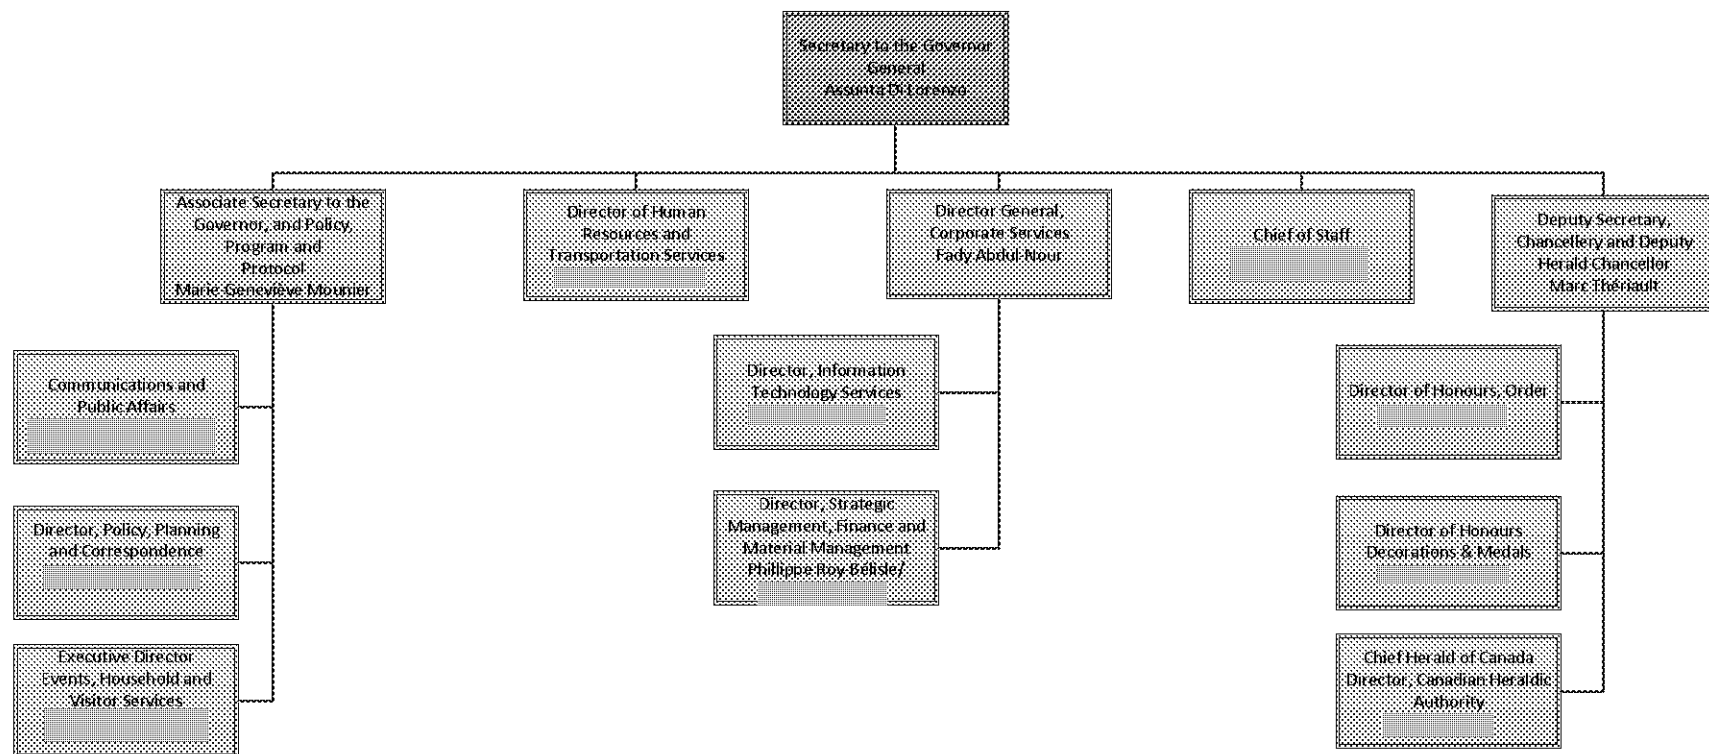 Secretary to the Governor
General
Assunta Di Lorenzo
Associate Secretary to the
Governor, and Policy,
Program and
Protocol
Marie-Geneviève Mounier
Director of Human
Resources and
Transportation Services
Director General,
Corporate Services
Fady Abdul-Nour
Chief of Staff
Deputy Secretary,
Chancellery and Deputy
Herald Chancellor
Marc Thériault
Communications and
Public Affairs
Director, Policy, Planning
and Correspondence
Executive Director
Events, Household and
Visitor Services
Director, Information
Technology Services
Director, Strategic
Management, Finance and
Material Management
Phillippe Roy-Bélisle/
Director of Honours, Order
Director of Honours
Decorations & Medals
Chief Herald of Canada
Director, Canadian Heraldic
Authority